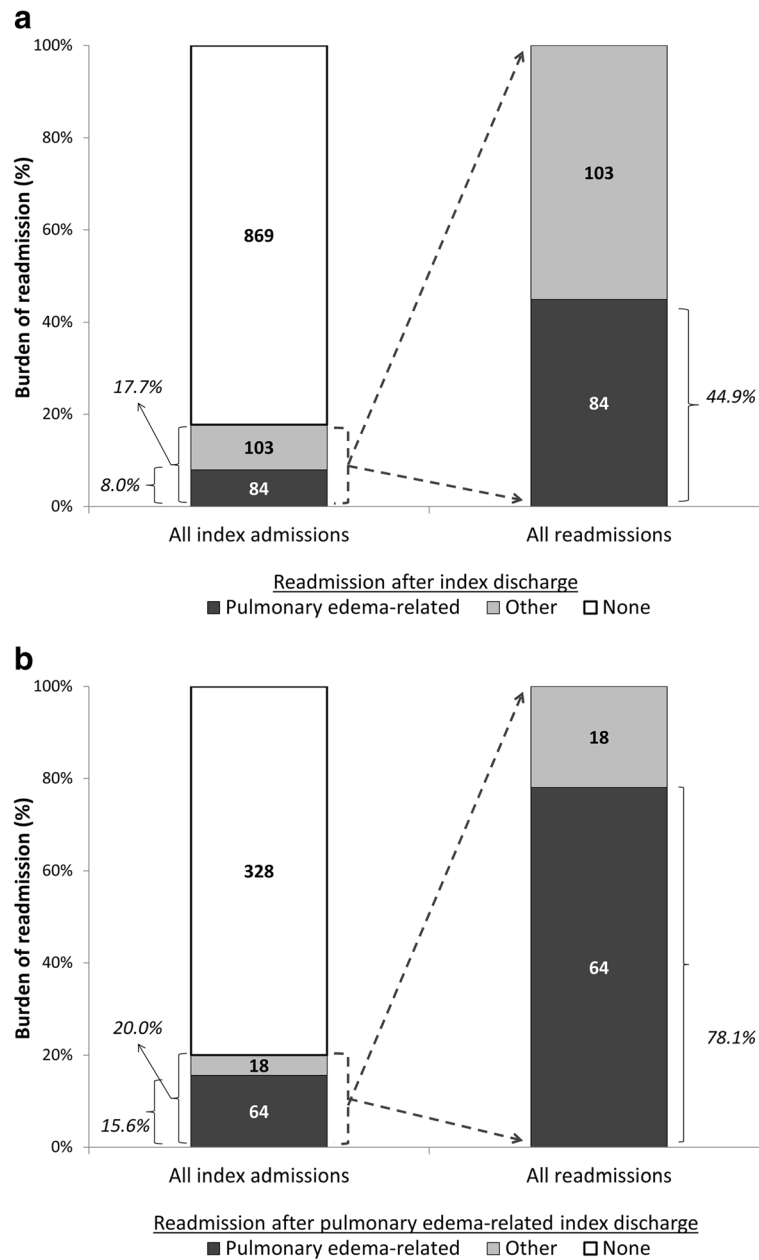 a
Burden of readmission (%)
100%
80%
60%
40%
20%
0%
869
103
84
17.7%
8.0%
103
84
44.9%
All index admissions
All readmissions
Readmission after index discharge
Pulmonary edema-related
Other
None
b
Burden of readmission (%)
100%
80%
60%
40%
20%
0%
328
18
64
20.0%
15.6%
18
64
78.1%
All index admissions
All readmissions
Readmission after pulmonary edema-related index discharge
Pulmonary edema-related
Other
None